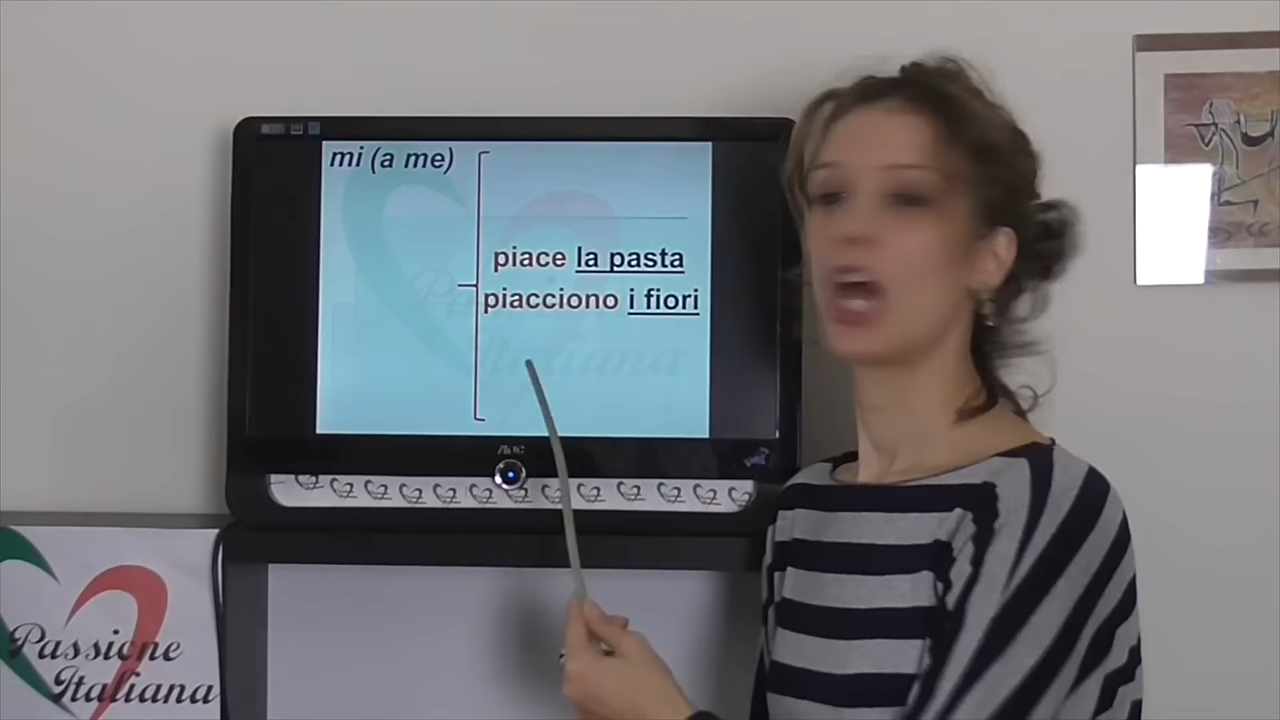 mi (a me)
piace la pasta
piacciono i fiori
Passione
Italiana